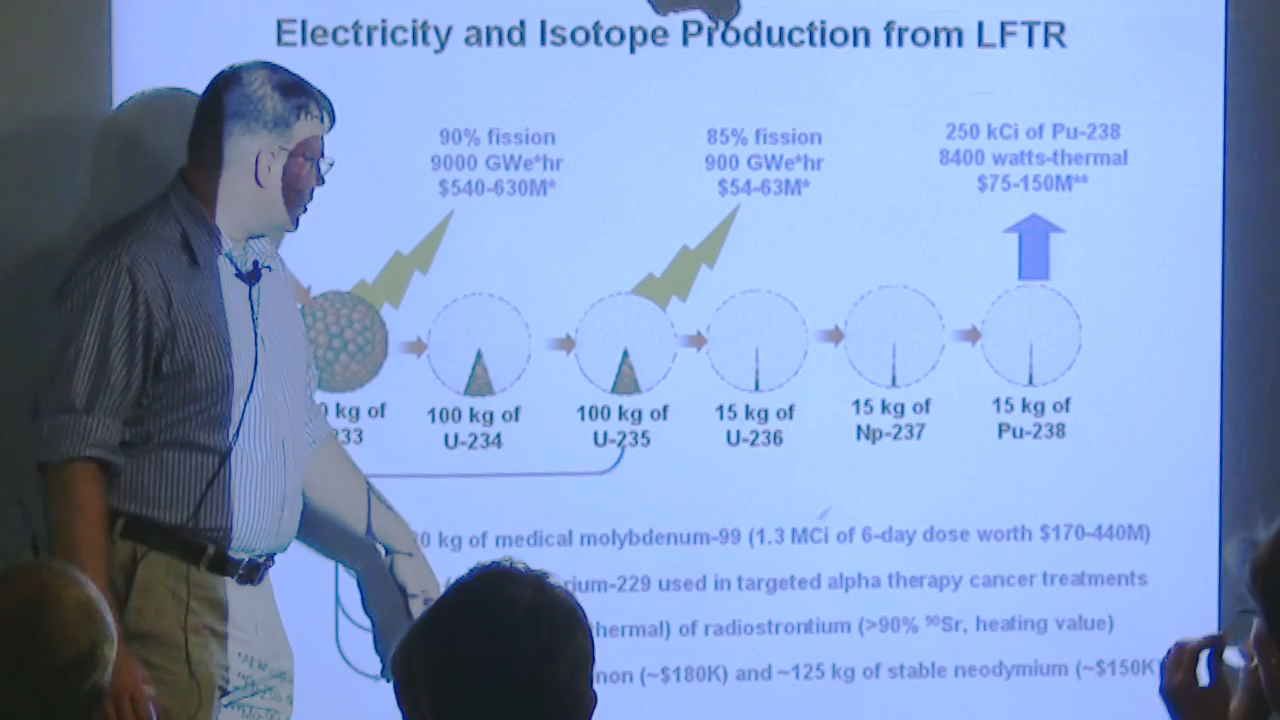 Electricity and Isotope Production from LFTR
90% fission
9000 GWe*hr
$540-630M*
85% fission
900 GWe*hr
$54-63M*
250 kCi of Pu-238
8400 watts-thermal
$75-150M**
kg of
233
100 kg of
U-234
100 kg of
U-235
15 kg of
U-236
15 kg of
Np-237
15 kg of
Pu-238
0 kg of medical molybdenum-99 (1.3 MCi of 6-day dose worth $170-440M)
rium-229 used in targeted alpha therapy cancer treatments
hermal) of radiostrontium (>90% ⁹⁰Sr, heating value)
non (~$180K) and ~125 kg of stable neodymium (~$150K